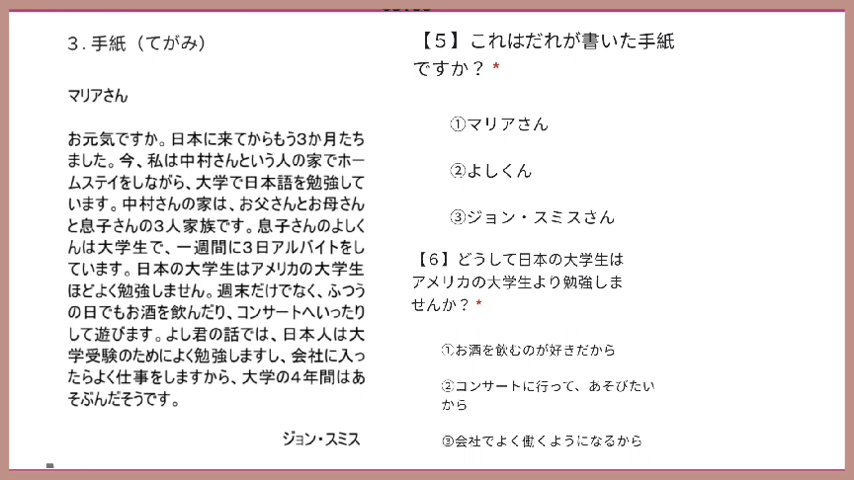 3. 手紙（てがみ）
マリアさん
お元気ですか。日本に来てからもう3か月たち
ました。今、私は中村さんという人の家でホー
ムステイをしながら、大学で日本語を勉強して
います。中村さんの家は、お父さんとお母さん
と息子さんの3人家族です。息子さんのよしく
んは大学生で、一週間に3日アルバイトをし
ています。日本の大学生はアメリカの大学生
ほどよく勉強しません。週末だけでなく、ふつう
の日でもお酒を飲んだり、コンサートへいったり
して遊びます。よし君の話では、日本人は大
学受験のためによく勉強しますし、会社に入っ
たらよく仕事をしますから、大学の4年間はあ
そぶんだそうです。
ジョン・スミス
【５】これはだれが書いた手紙
ですか？ *
①マリアさん
②よしくん
③ジョン・スミスさん
【６】どうして日本の大学生は
アメリカの大学生より勉強しま
せんか？ *
①お酒を飲むのが好きだから
②コンサートに行って、あそびたい
から
③会社でよく働くようになるから